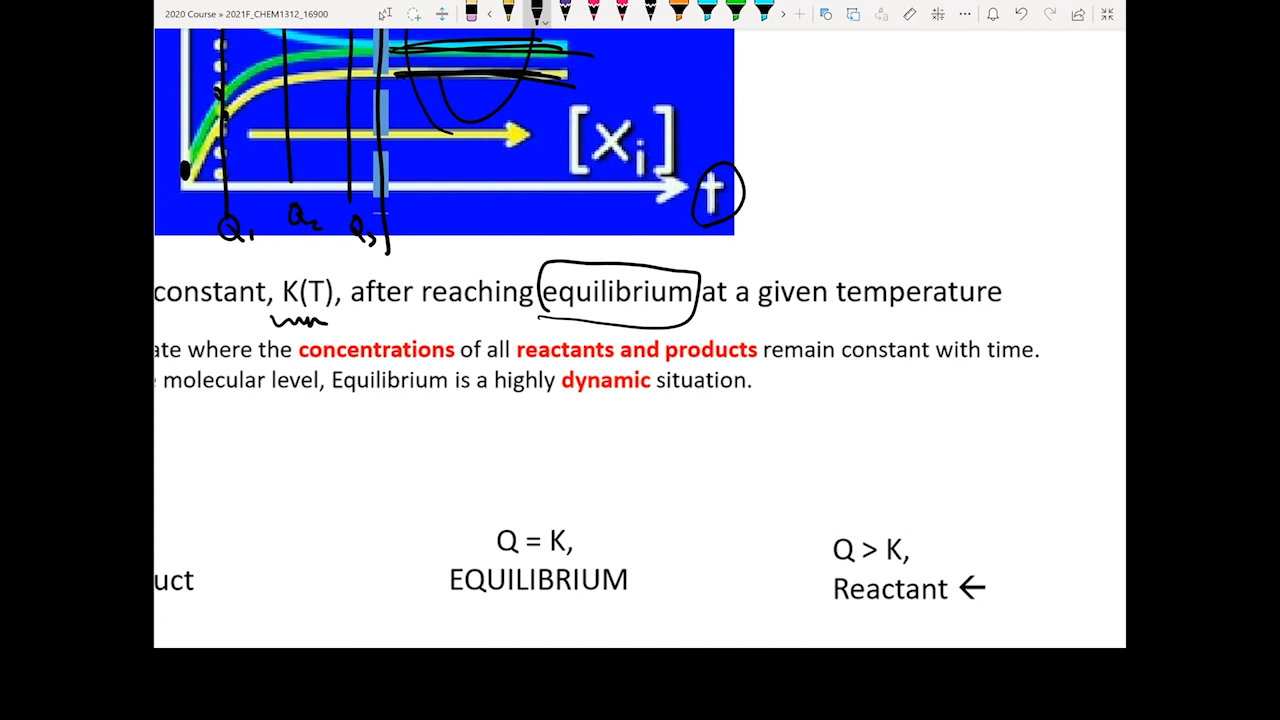 2020 Course » 2021F_CHEM1312_16900
[xᵢ]
t
Q₁ Q₂ Q₃
constant, K(T), after reaching equilibrium at a given temperature
ate where the concentrations of all reactants and products remain constant with time.
molecular level, Equilibrium is a highly dynamic situation.
Q = K,
EQUILIBRIUM
Q > K,
Reactant ←
uct